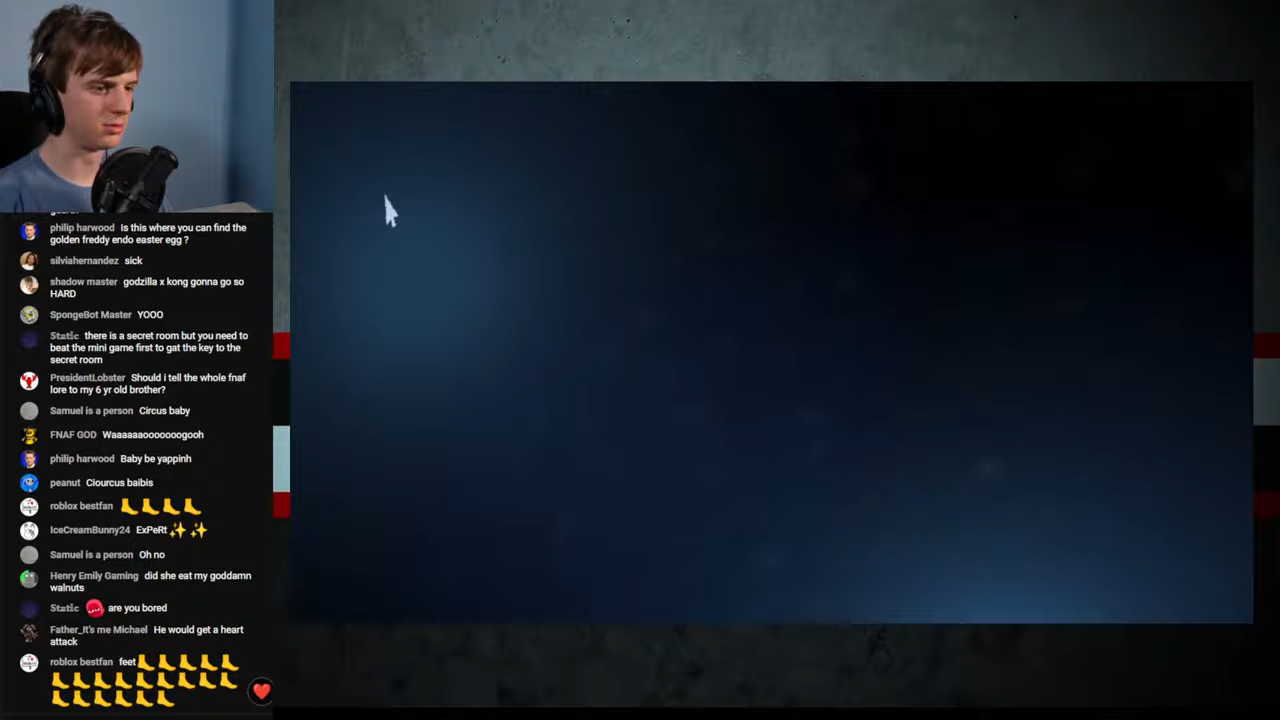 philip harwood Is this where you can find the
golden freddy endo easter egg ?
silviahernandez sick
shadow master godzilla x kong gonna go so
HARD
SpongeBot Master YOOO
Static there is a secret room but you need to
beat the mini game first to gat the key to the
secret room
PresidentLobster Should i tell the whole fnaf
lore to my 6 yr old brother?
Samuel is a person Circus baby
FNAF GOD Waaaaaaooooooogooh
philip harwood Baby be yappinh
peanut Ciourcus baibis
roblox bestfan
IceCreamBunny24 ExPeRt
Samuel is a person Oh no
Henry Emily Gaming did she eat my goddamn
walnuts
Static are you bored
Father_It's me Michael He would get a heart
attack
roblox bestfan feet